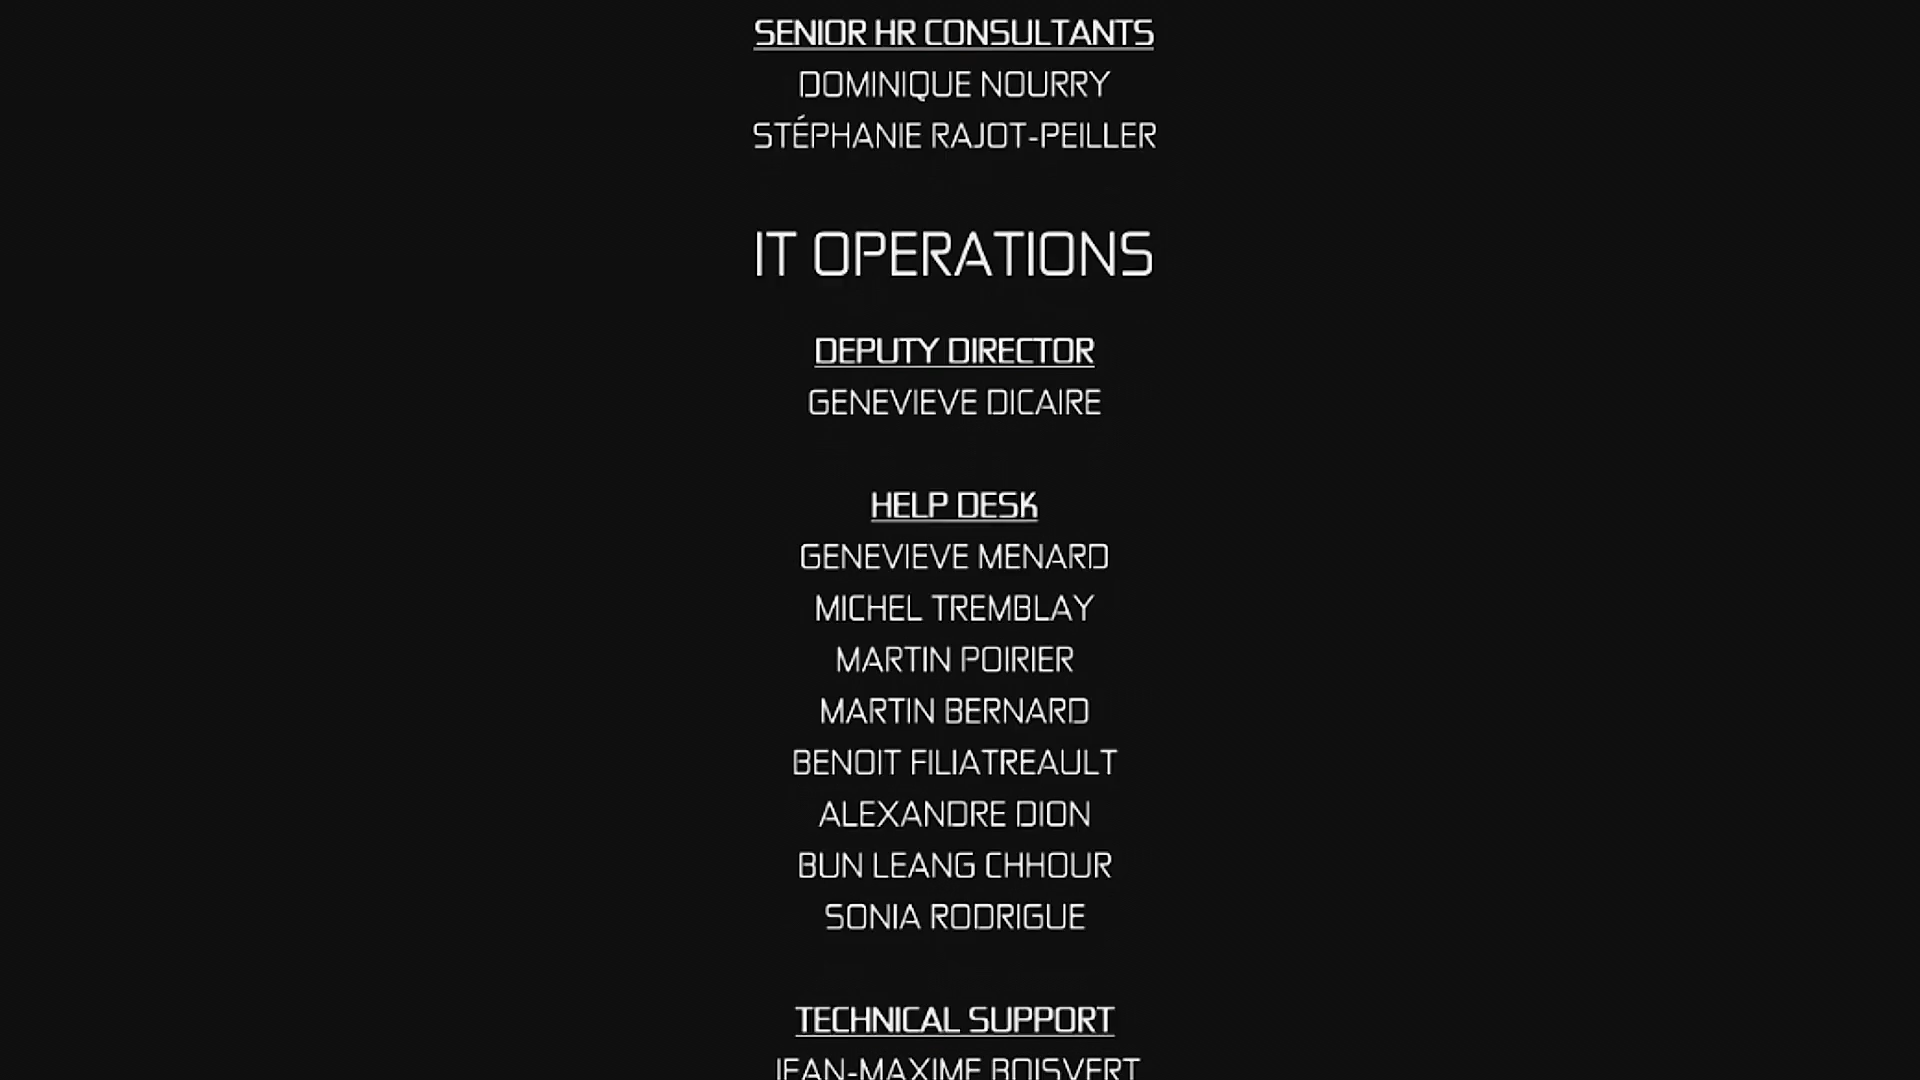 SENIOR HR CONSULTANTS
DOMINIQUE NOURRY
STÉPHANIE RAJOT-PEILLER
IT OPERATIONS
DEPUTY DIRECTOR
GENEVIEVE DICAIRE
HELP DESK
GENEVIEVE MENARD
MICHEL TREMBLAY
MARTIN POIRIER
MARTIN BERNARD
BENOIT FILIATREAULT
ALEXANDRE DION
BUN LEANG CHHOUR
SONIA RODRIGUE
TECHNICAL SUPPORT
JEAN-MAXIME BOISVERT